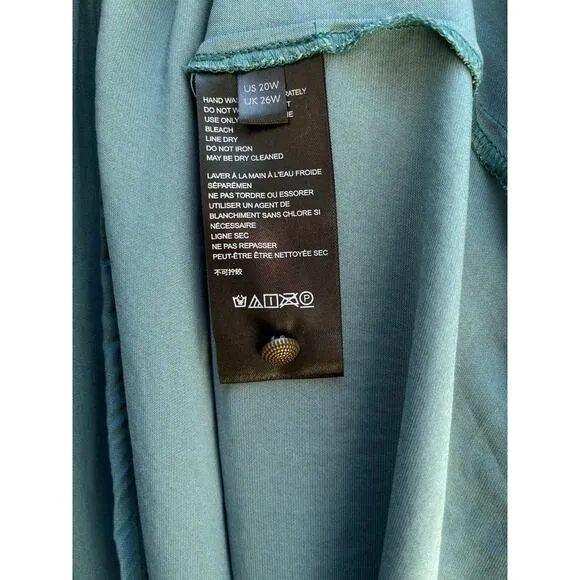 US 20W
UK 26W
HAND
DO NOT
USE ONLY
BLEACH
LINE DRY
DO NOT IRON
MAY BE DRY CLEANED
LAVER À LA MAIN À L'EAU FROIDE
SÉPARÉMEN
NE PAS TORDRE OU ESSORER
UTILISER UN AGENT DE
BLANCHIMENT SANS CHLORE SI
NÉCESSAIRE
LIGNE SEC
NE PAS REPASSER
PEUT-ÊTRE ÊTRE NETTOYÉE SEC
不可拧绞